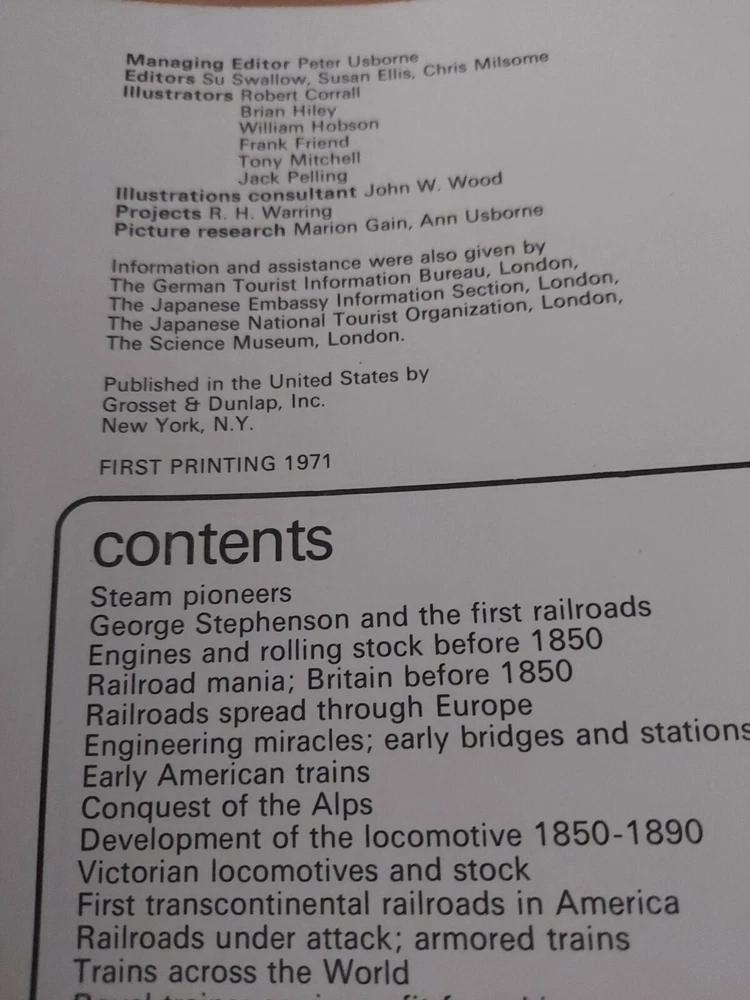 Managing Editor Peter Usborne
Editors Su Swallow, Susan Ellis, Chris Milsome
Illustrators Robert Corrall
Brian Hiley
William Hobson
Frank Friend
Tony Mitchell
Jack Pelling
Illustrations consultant John W. Wood
Projects R. H. Warring
Picture research Marion Gain, Ann Usborne
Information and assistance were also given by
The German Tourist Information Bureau, London,
The Japanese Embassy Information Section, London,
The Japanese National Tourist Organization, London,
The Science Museum, London.
Published in the United States by
Grosset & Dunlap, Inc.
New York, N.Y.
FIRST PRINTING 1971
contents
Steam pioneers
George Stephenson and the first railroads
Engines and rolling stock before 1850
Railroad mania; Britain before 1850
Railroads spread through Europe
Engineering miracles; early bridges and stations
Early American trains
Conquest of the Alps
Development of the locomotive 1850-1890
Victorian locomotives and stock
First transcontinental railroads in America
Railroads under attack; armored trains
Trains across the World